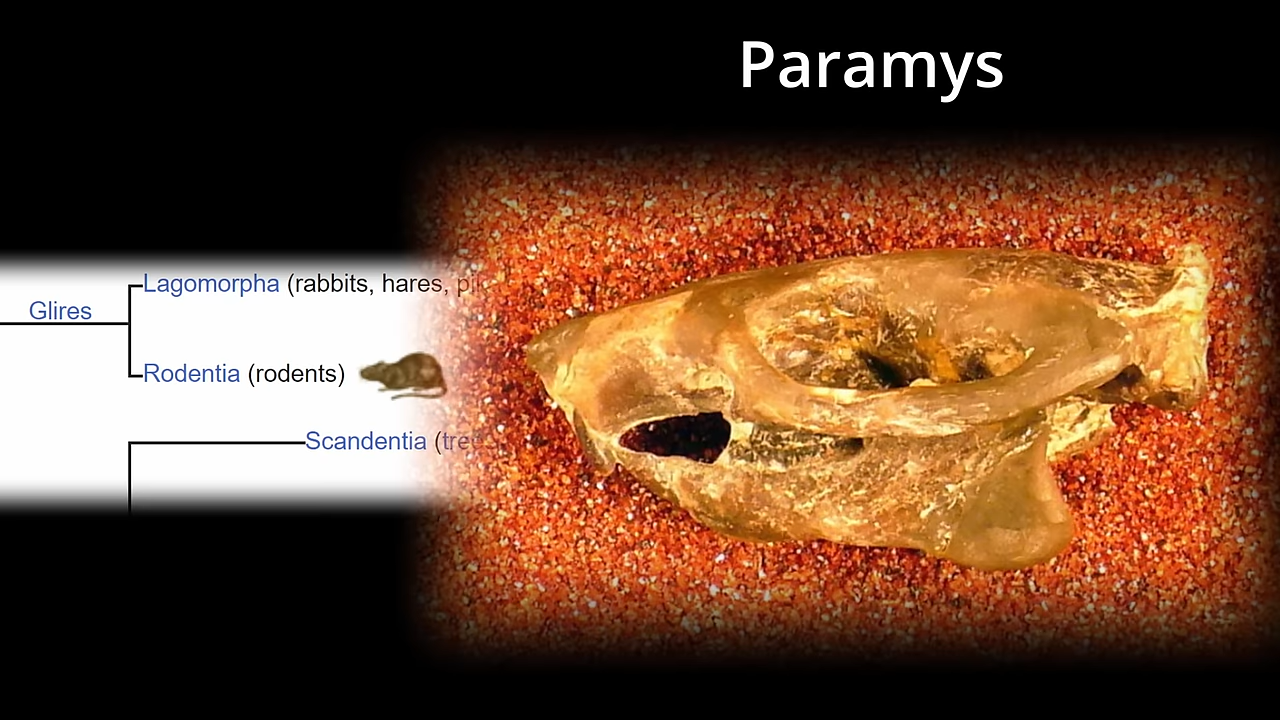 Paramys
Lagomorpha (rabbits, hares,
Glires
Rodentia (rodents)
Scandentia